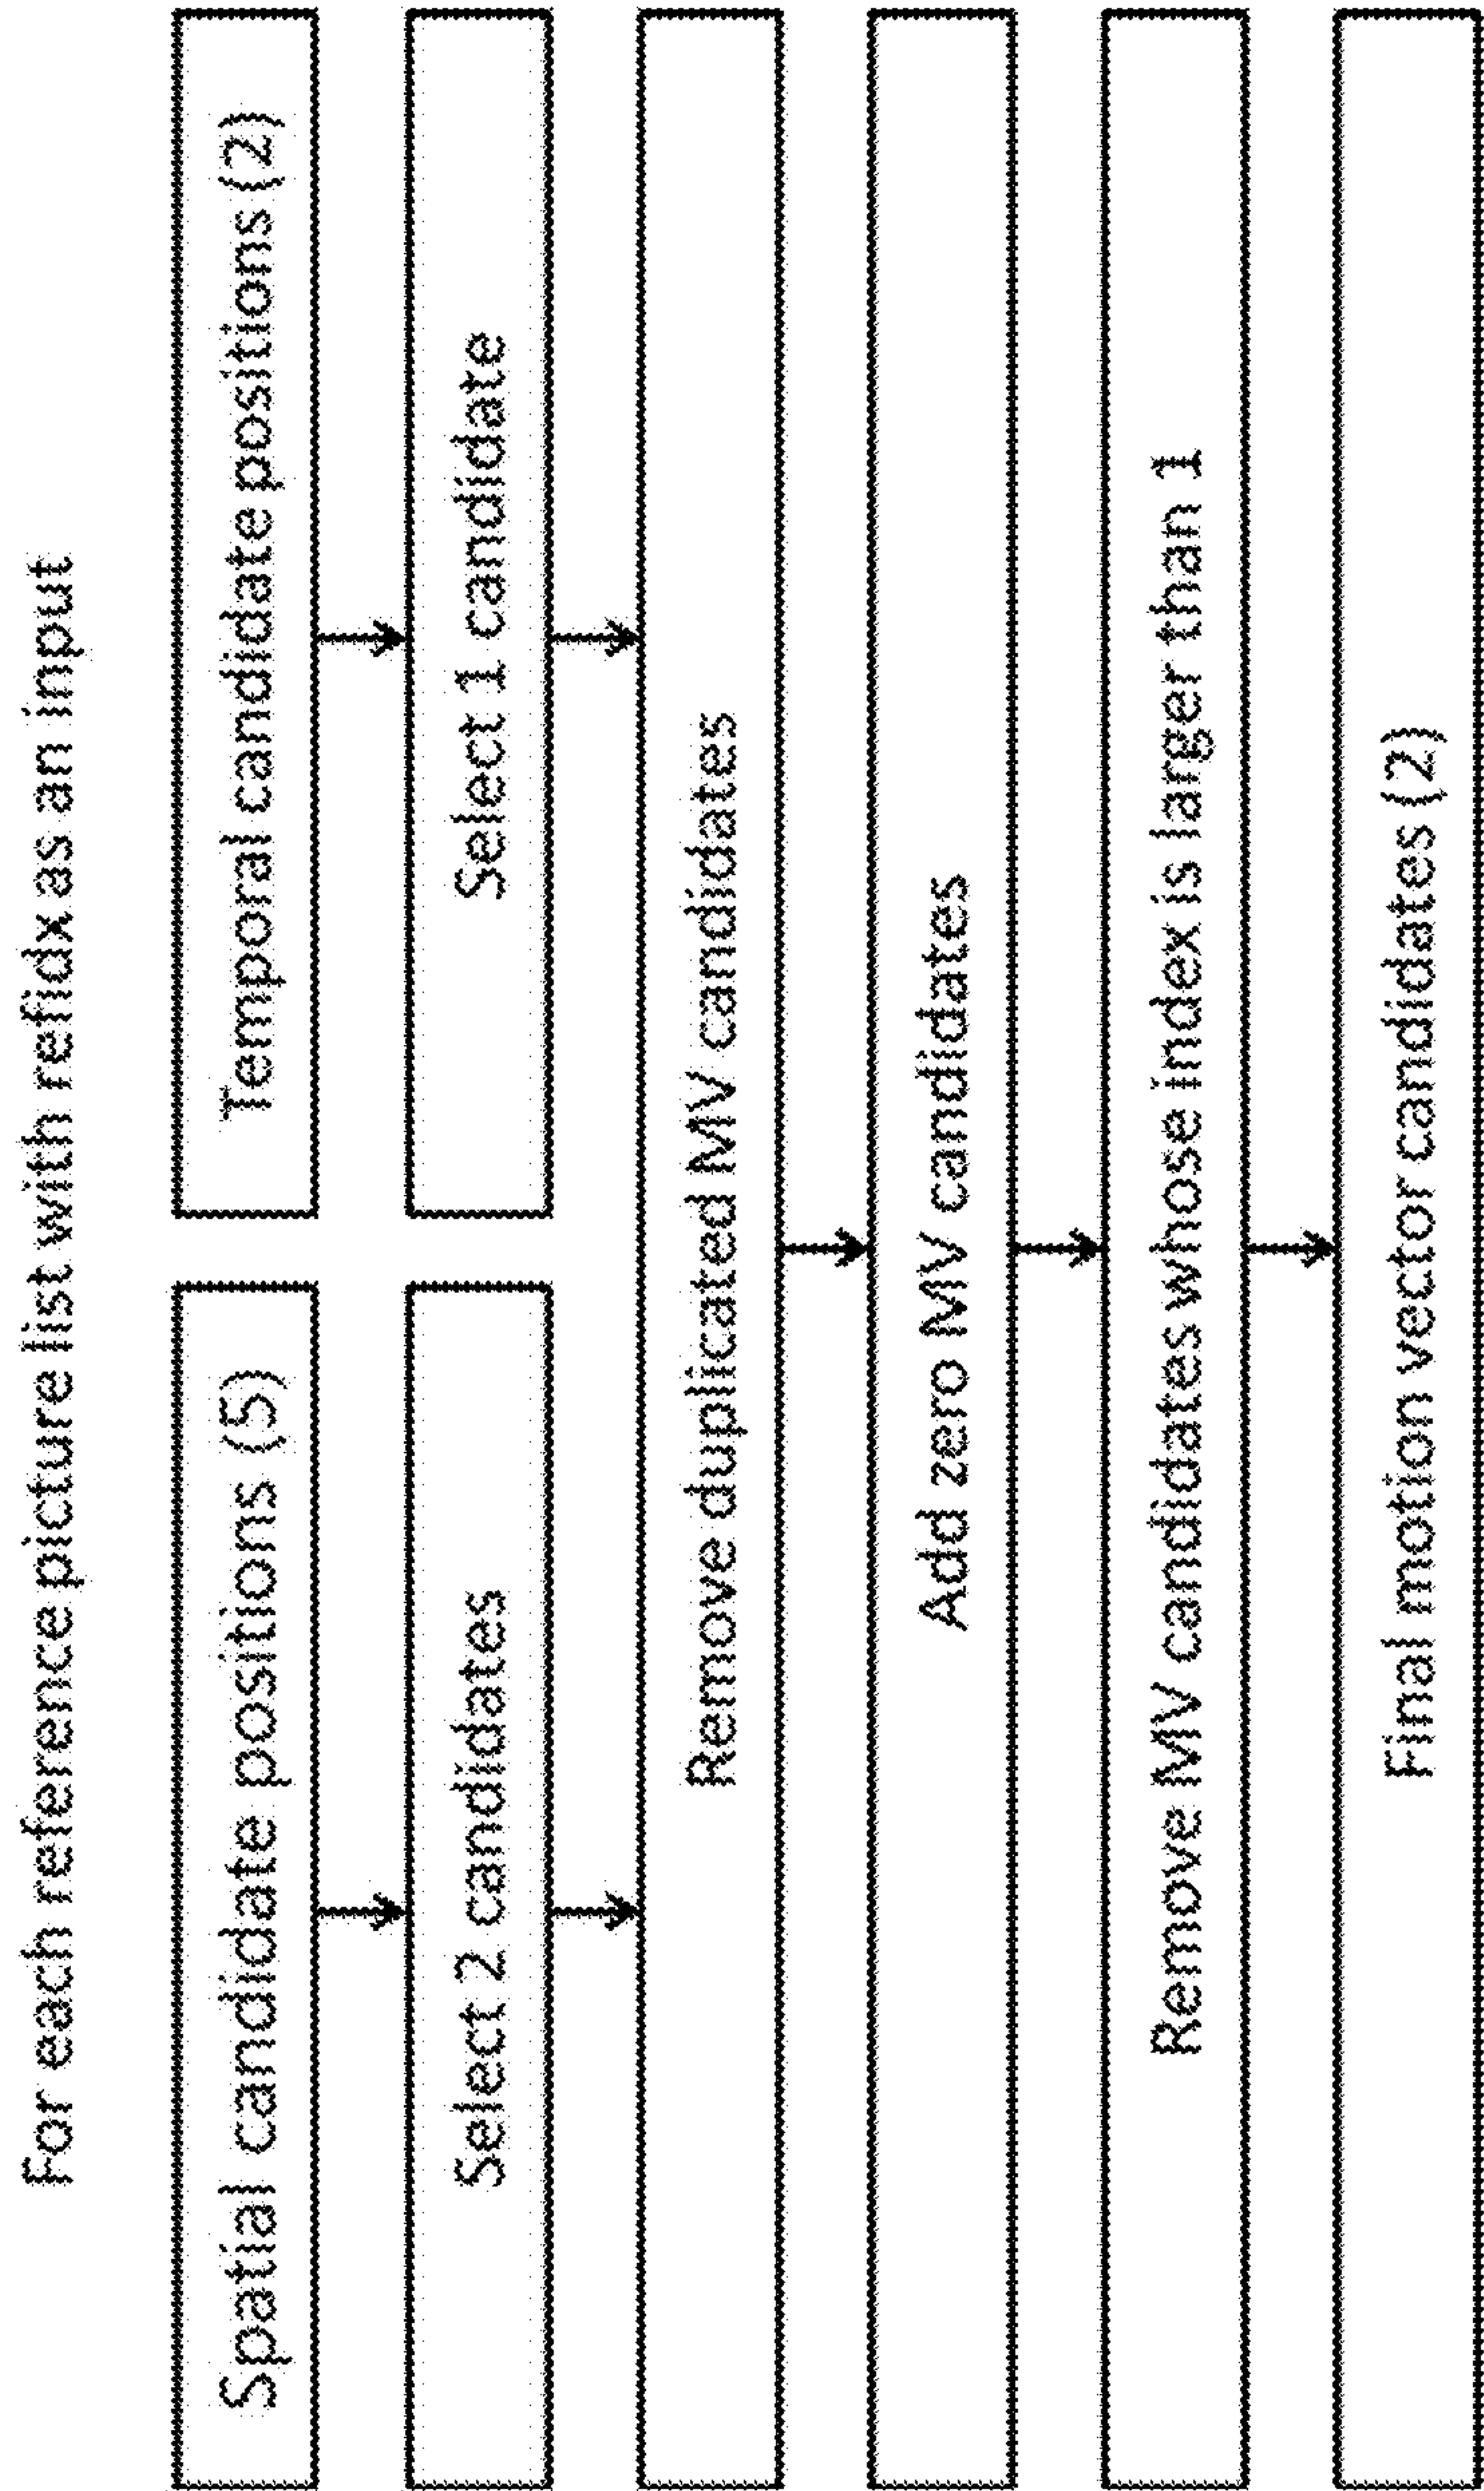 For each reference picture list with refidx as an input
Spatial candidate positions (5)
Temporal candidate positions (2)
Select 2 candidates
Select 1 candidate
Remove duplicated MV candidates
Add zero MV candidates
Remove MV candidates whose index is larger than 1
Final motion vector candidates (2)